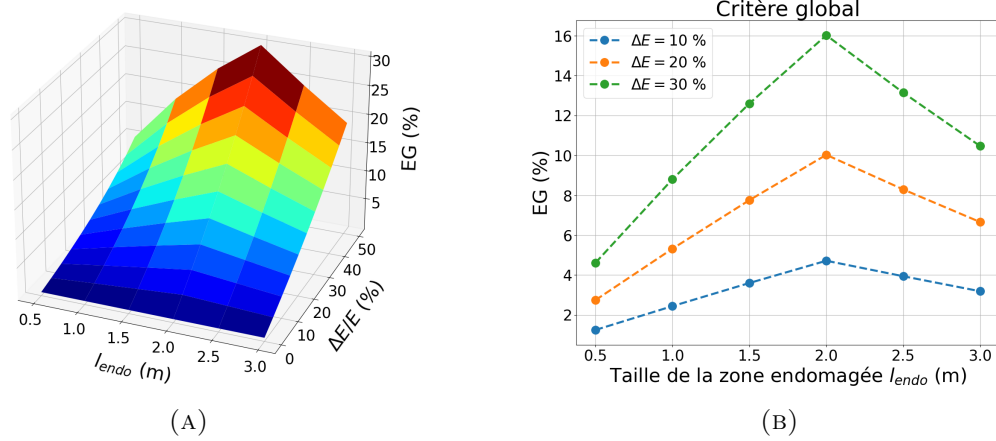 30
25
20
15
10
5
EG (%)
50
40
30
20
10
0
ΔE/E (%)
0.5
1.0
1.5
2.0
2.5
3.0
l_endo (m)
(A)
Critère global
ΔE = 10 %
ΔE = 20 %
ΔE = 30 %
16
14
12
10
8
6
4
2
EG (%)
0.5 1.0 1.5 2.0 2.5 3.0
Taille de la zone endomagée l_endo (m)
(B)